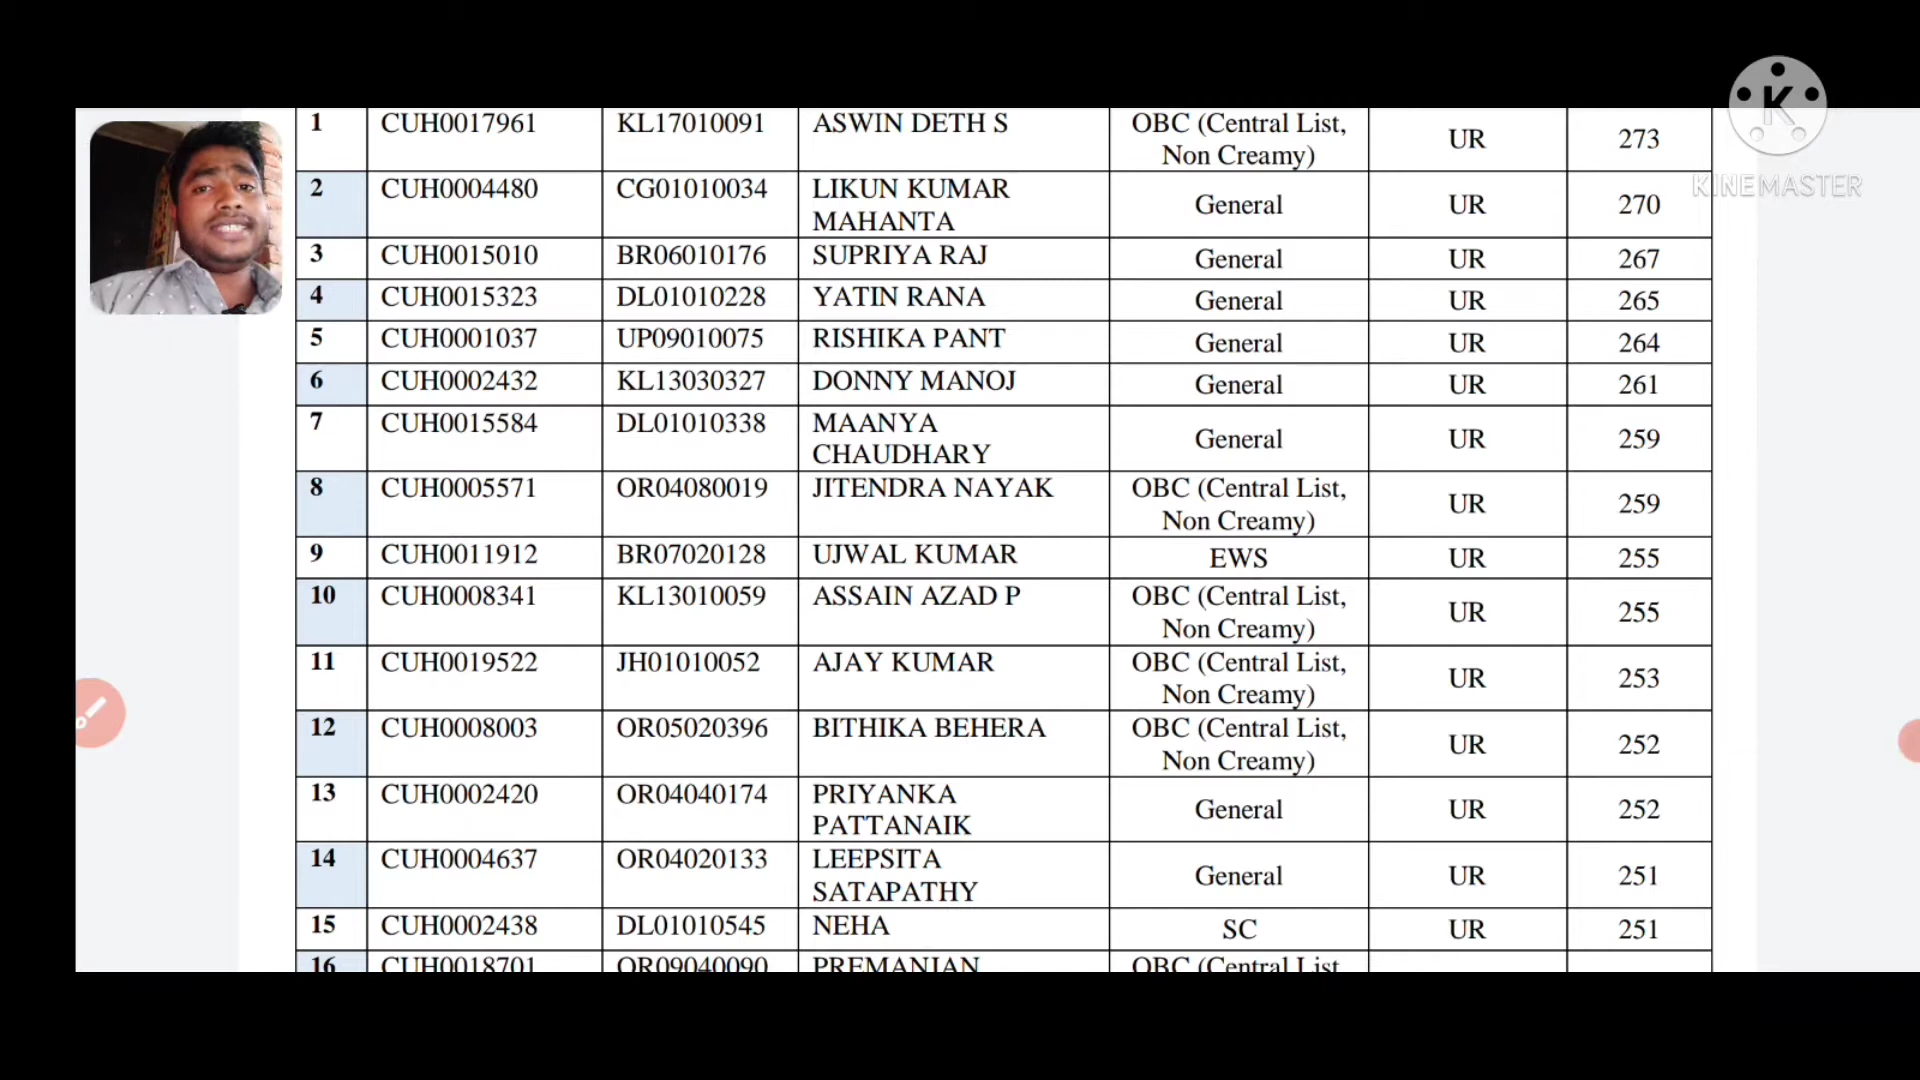 1 CUH0017961 KL17010091 ASWIN DETH S OBC (Central List, Non Creamy) UR 273
2 CUH0004480 CG01010034 LIKUN KUMAR MAHANTA General UR 270
3 CUH0015010 BR06010176 SUPRIYA RAJ General UR 267
4 CUH0015323 DL01010228 YATIN RANA General UR 265
5 CUH0001037 UP09010075 RISHIKA PANT General UR 264
6 CUH0002432 KL13030327 DONNY MANOJ General UR 261
7 CUH0015584 DL01010338 MAANYA CHAUDHARY General UR 259
8 CUH0005571 OR04080019 JITENDRA NAYAK OBC (Central List, Non Creamy) UR 259
9 CUH0011912 BR07020128 UJWAL KUMAR EWS UR 255
10 CUH0008341 KL13010059 ASSAIN AZAD P OBC (Central List, Non Creamy) UR 255
11 CUH0019522 JH01010052 AJAY KUMAR OBC (Central List, Non Creamy) UR 253
12 CUH0008003 OR05020396 BITHIKA BEHERA OBC (Central List, Non Creamy) UR 252
13 CUH0002420 OR04040174 PRIYANKA PATTANAIK General UR 252
14 CUH0004637 OR04020133 LEEPSITA SATAPATHY General UR 251
15 CUH0002438 DL01010545 NEHA SC UR 251
16 CUH0018701 OR09040090 PREMANJAN OBC (Central List
K
KINEMASTER